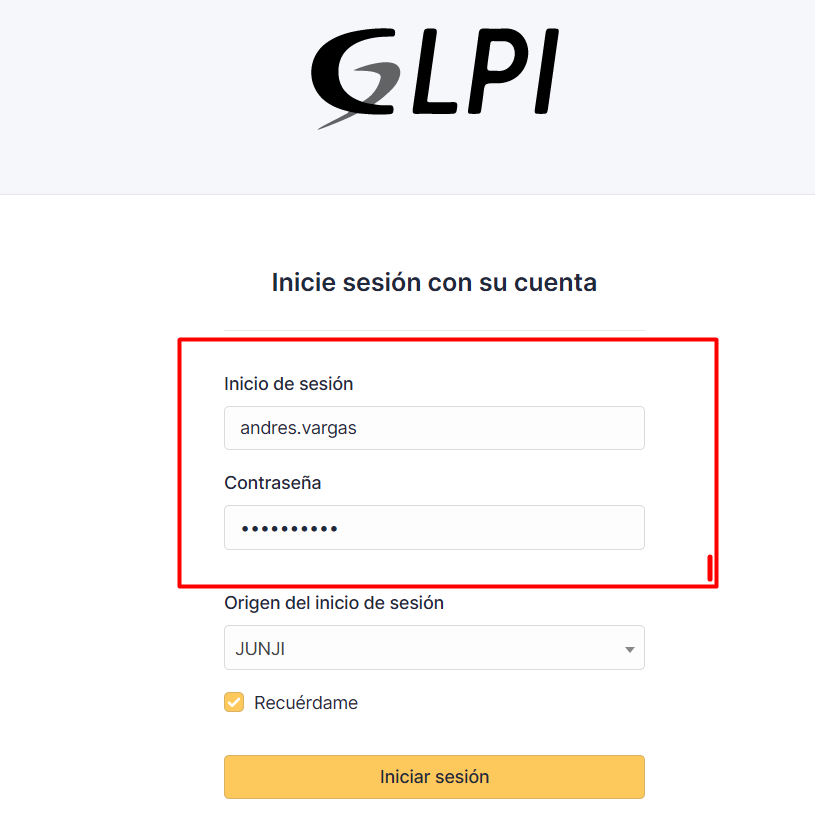 GLPI
Inicie sesión con su cuenta
Inicio de sesión
andres.vargas
Contraseña
••••••••••
Origen del inicio de sesión
JUNJI
Recuérdame
Iniciar sesión